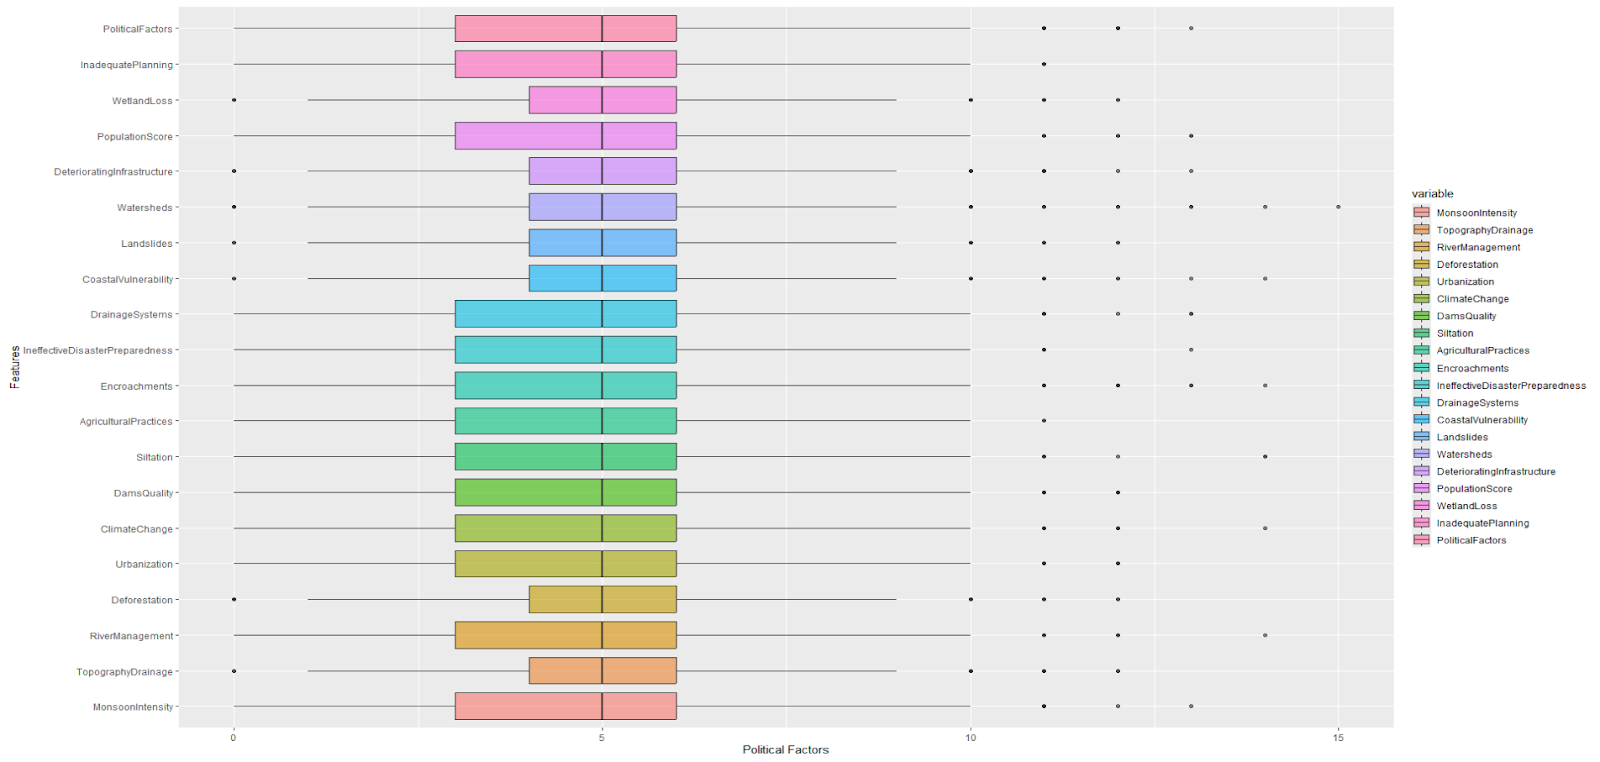 PoliticalFactors
InadequatePlanning
WetlandLoss
PopulationScore
DeterioratingInfrastructure
Watersheds
Landslides
CoastalVulnerability
DrainageSystems
IneffectiveDisasterPreparedness
Encroachments
AgriculturalPractices
Siltation
DamsQuality
ClimateChange
Urbanization
Deforestation
RiverManagement
TopographyDrainage
MonsoonIntensity
Features
0 5 10 15
Political Factors
variable
MonsoonIntensity
TopographyDrainage
RiverManagement
Deforestation
Urbanization
ClimateChange
DamsQuality
Siltation
AgriculturalPractices
Encroachments
IneffectiveDisasterPreparedness
DrainageSystems
CoastalVulnerability
Landslides
Watersheds
DeterioratingInfrastructure
PopulationScore
WetlandLoss
InadequatePlanning
PoliticalFactors